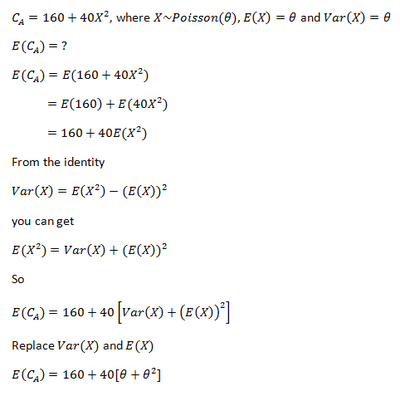 C_A = 160 + 40X², where X~Poisson(θ), E(X) = θ and Var(X) = θ
E(C_A) = ?
E(C_A) = E(160 + 40X²)
= E(160) + E(40X²)
= 160 + 40E(X²)
From the identity
Var(X) = E(X²) − (E(X))²
you can get
E(X²) = Var(X) + (E(X))²
So
E(C_A) = 160 + 40 [Var(X) + (E(X))²]
Replace Var(X) and E(X)
E(C_A) = 160 + 40[θ + θ²]